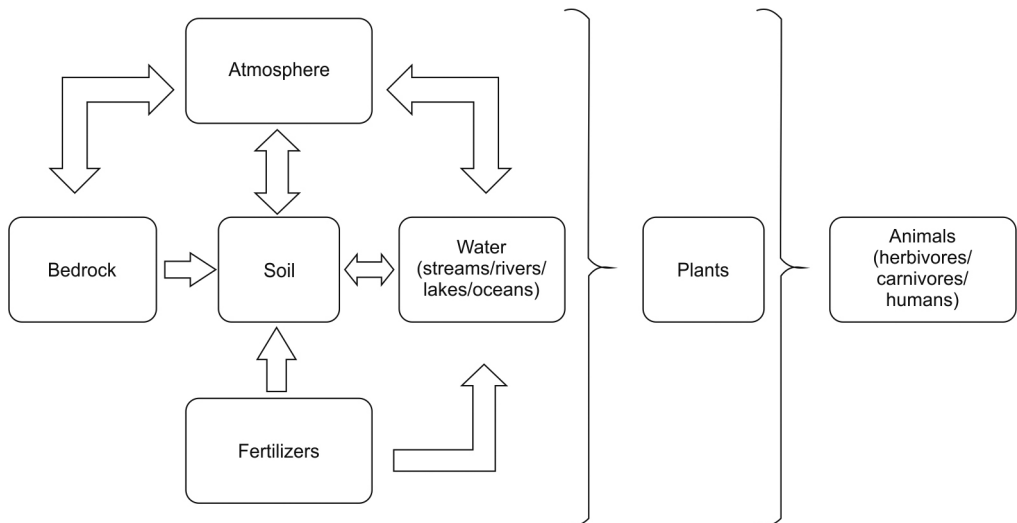 Atmosphere
Bedrock
Soil
Water
(streams/rivers/
lakes/oceans)
Plants
Animals
(herbivores/
carnivores/
humans)
Fertilizers